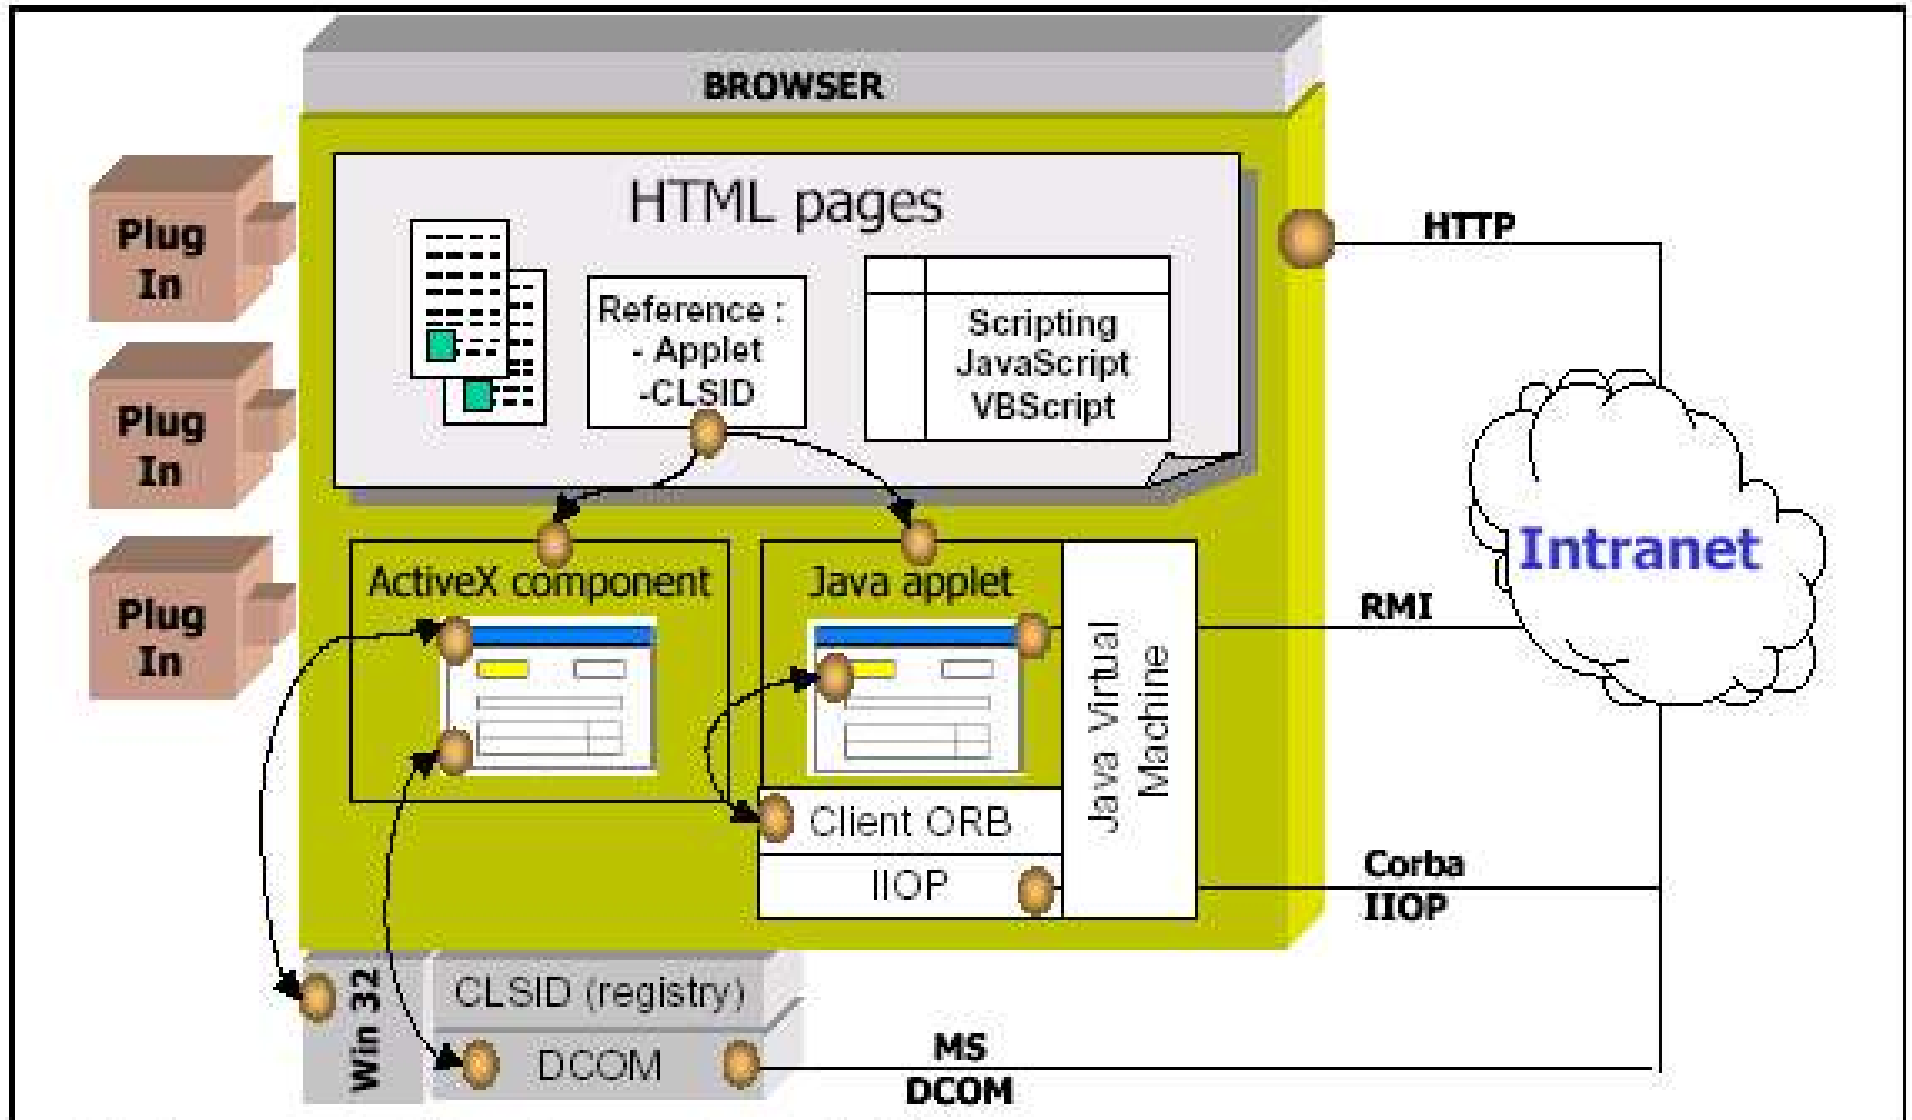 BROWSER
Plug
In
Plug
In
Plug
In
HTML pages
Reference :
- Applet
-CLSID
Scripting
JavaScript
VBScript
HTTP
ActiveX component
Java applet
Java Virtual
Machine
Client ORB
IIOP
Intranet
RMI
Corba
IIOP
Win 32
CLSID (registry)
DCOM
MS
DCOM